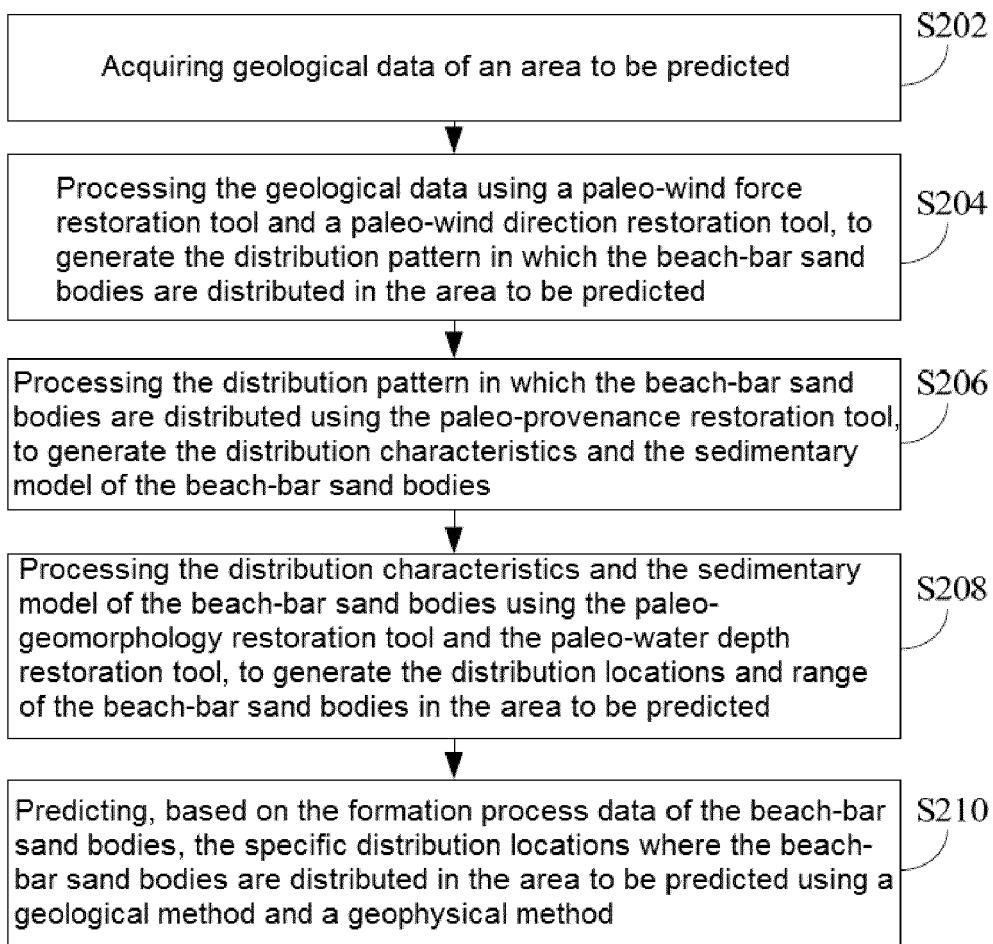 S202
Acquiring geological data of an area to be predicted
Processing the geological data using a paleo-wind force
restoration tool and a paleo-wind direction restoration tool, to
generate the distribution pattern in which the beach-bar sand
bodies are distributed in the area to be predicted
S204
Processing the distribution pattern in which the beach-bar sand
bodies are distributed using the paleo-provenance restoration tool,
to generate the distribution characteristics and the sedimentary
model of the beach-bar sand bodies
S206
Processing the distribution characteristics and the sedimentary
model of the beach-bar sand bodies using the paleo-
geomorphology restoration tool and the paleo-water depth
restoration tool, to generate the distribution locations and range
of the beach-bar sand bodies in the area to be predicted
S208
Predicting, based on the formation process data of the beach-bar
sand bodies, the specific distribution locations where the beach-
bar sand bodies are distributed in the area to be predicted using a
geological method and a geophysical method
S210